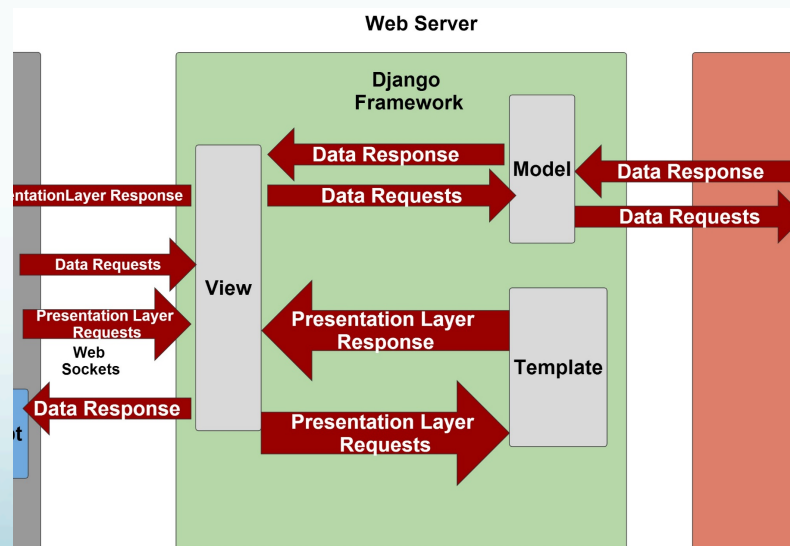 Web Server
Django
Framework
Data Response
Model
Data Response
Data Requests
Data Requests
Response
Data Requests
View
Presentation Layer
Requests
Web
Sockets
Presentation Layer
Response
Template
Data Response
Presentation Layer
Requests